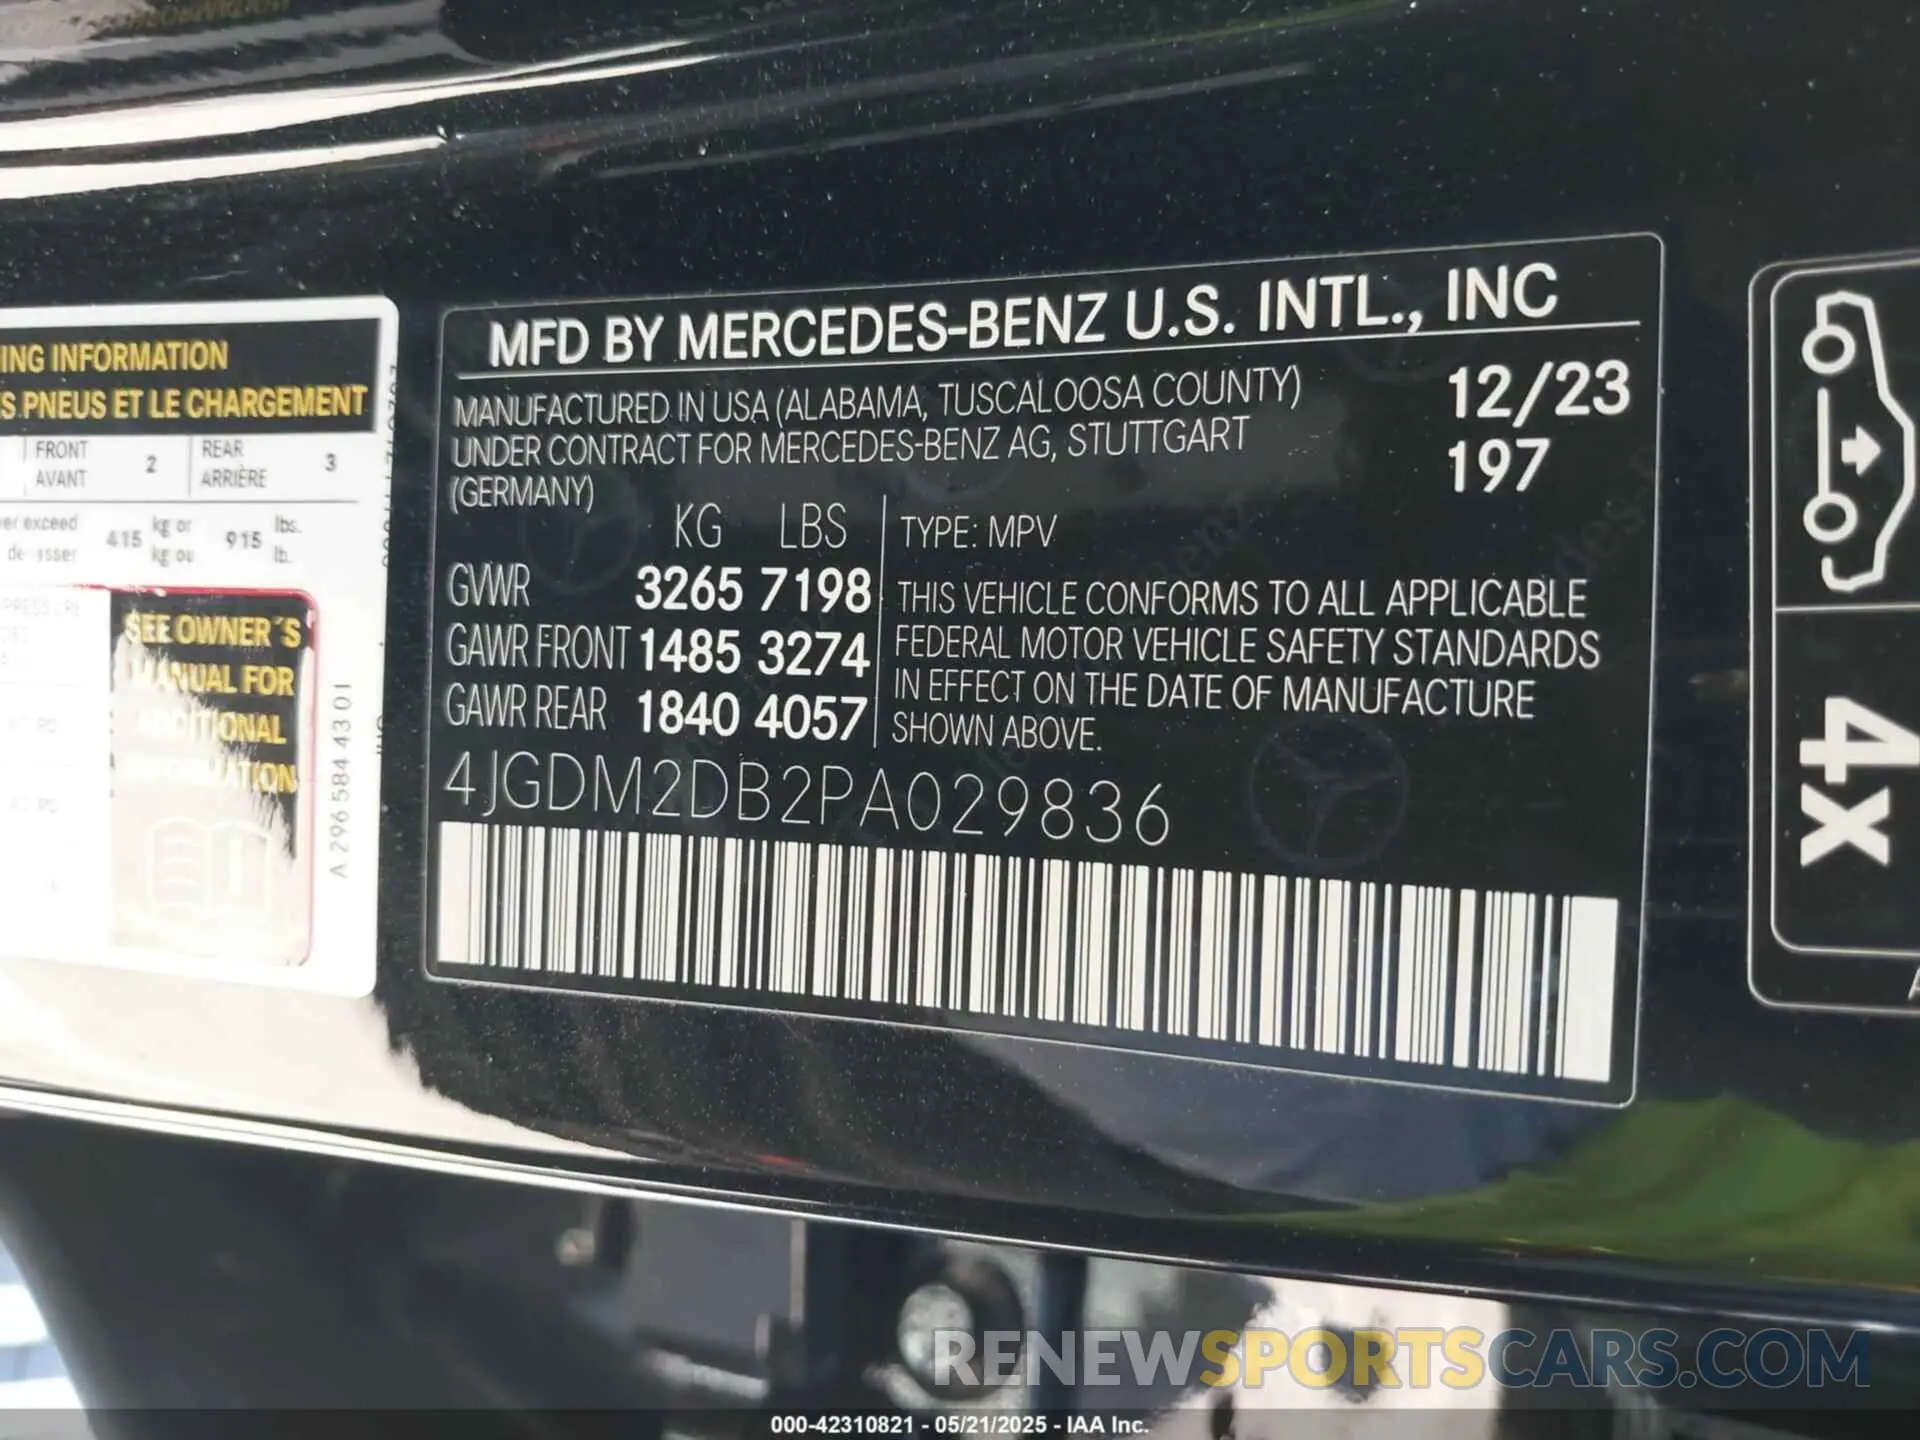 ING INFORMATION
S PNEUS ET LE CHARGEMENT
FRONT
AVANT
2
REAR
ARRIÈRE
3
er exceed
415
kg or
kg ou
915
lbs.
lb.
SEE OWNER´S
MANUAL FOR
ADDITIONAL
INFORMATION
A 296 584 43 01
MFD BY MERCEDES-BENZ U.S. INTL., INC
MANUFACTURED IN USA (ALABAMA, TUSCALOOSA COUNTY)
UNDER CONTRACT FOR MERCEDES-BENZ AG, STUTTGART
(GERMANY)
12/23
197
KG LBS
GVWR 3265 7198
GAWR FRONT 1485 3274
GAWR REAR 1840 4057
TYPE: MPV
THIS VEHICLE CONFORMS TO ALL APPLICABLE
FEDERAL MOTOR VEHICLE SAFETY STANDARDS
IN EFFECT ON THE DATE OF MANUFACTURE
SHOWN ABOVE.
4JGDM2DB2PA029836
4x
RENEWSPORTSCARS.COM
000-42310821 - 05/21/2025 - IAA Inc.